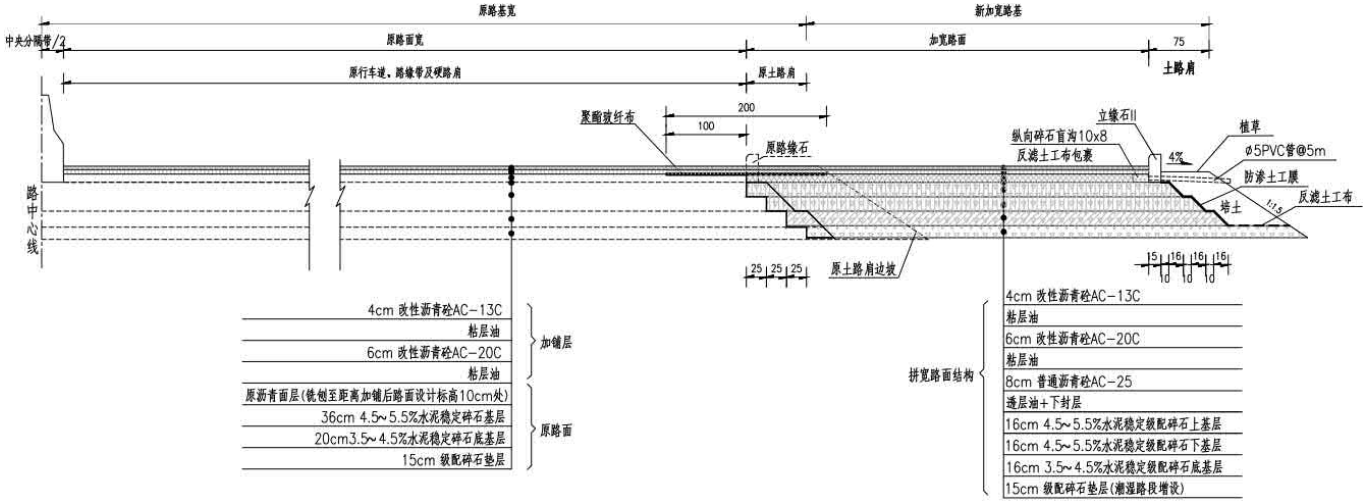 原路基宽
新加宽路基
中央分隔带/2
原路面宽
加宽路面
75
土路肩
原行车道、路缘带及硬路肩
原土路肩
200
聚酯玻纤布
100
原路缘石
立缘石II
纵向碎石盲沟10x8
反滤土工布包裹
4%
植草
ϕ5PVC管@5m
防渗土工膜
培土
1:1.5
反滤土工布
路中心线
原土路肩边坡
25 25 25
15 16 16 16
10 10 10
4cm 改性沥青砼AC-13C
粘层油
6cm 改性沥青砼AC-20C
粘层油
加铺层
原沥青面层(铣刨至距离加铺后路面设计标高10cm处)
36cm 4.5~5.5%水泥稳定碎石基层
20cm3.5~4.5%水泥稳定碎石底基层
15cm 级配碎石垫层
原路面
拼宽路面结构
4cm 改性沥青砼AC-13C
粘层油
6cm 改性沥青砼AC-20C
粘层油
8cm 普通沥青砼AC-25
透层油+下封层
16cm 4.5~5.5%水泥稳定级配碎石上基层
16cm 4.5~5.5%水泥稳定级配碎石下基层
16cm 3.5~4.5%水泥稳定级配碎石底基层
15cm 级配碎石垫层(潮湿路段增设)